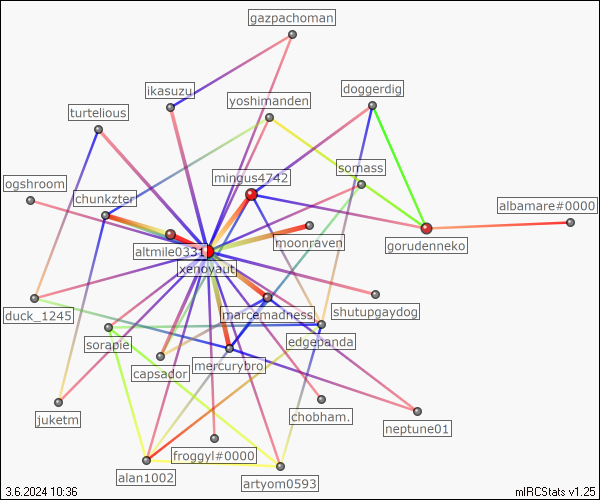 gazpachoman
ikasuzu
doggerdig
yoshimanden
turtelious
somass
mingus4742
ogshroom
chunkzter
albamare#0000
moonraven
gorudenneko
altmile0331
xenoyaut
shutupgaydog
duck_1245
marcemadness
edgepanda
sorapie
mercurybro
capsador
chobham.
juketm
neptune01
froggyl#0000
alan1002
artyom0593
3.6.2024 10:36
mIRCStats v1.25